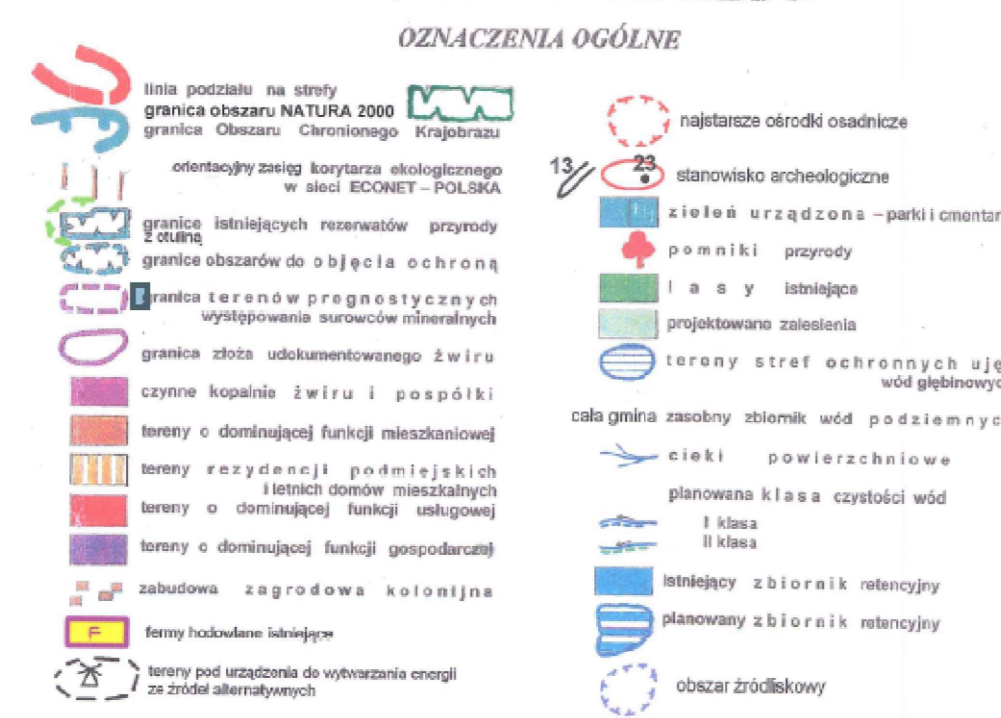 OZNACZENIA OGÓLNE
linia podziału na strefy
granica obszaru NATURA 2000
granica Obszaru Chronionego Krajobrazu
orientacyjny zasięg korytarza ekologicznego
w sieci ECONET – POLSKA
granice istniejących rezerwatów przyrody
z otuliną
granice obszarów do objęcia ochroną
granica terenów prognostycznych
występowania surowców mineralnych
granica złoża udokumentowanego żwiru
czynne kopalnie żwiru i pospółki
tereny o dominującej funkcji mieszkaniowej
tereny rezydencji podmiejskich
i letnich domów mieszkalnych
tereny o dominującej funkcji usługowej
tereny o dominującej funkcji gospodarczej
zabudowa zagrodowa kolonijna
F
fermy hodowlane istniejące
tereny pod urządzenia do wytwarzania energii
ze źródeł alternatywnych
najstarsze ośrodki osadnicze
13 23
stanowisko archeologiczne
zieleń urządzona – parki i cmentar
pomniki przyrody
lasy istniejące
projektowane zalesienia
tereny stref ochronnych uję
wód głębinowyc
cała gmina zasobny zbiornik wód podziemnyc
cieki powierzchniowe
planowana klasa czystości wód
I klasa
II klasa
istniejący zbiornik retencyjny
planowany zbiornik retencyjny
obszar źródliskowy